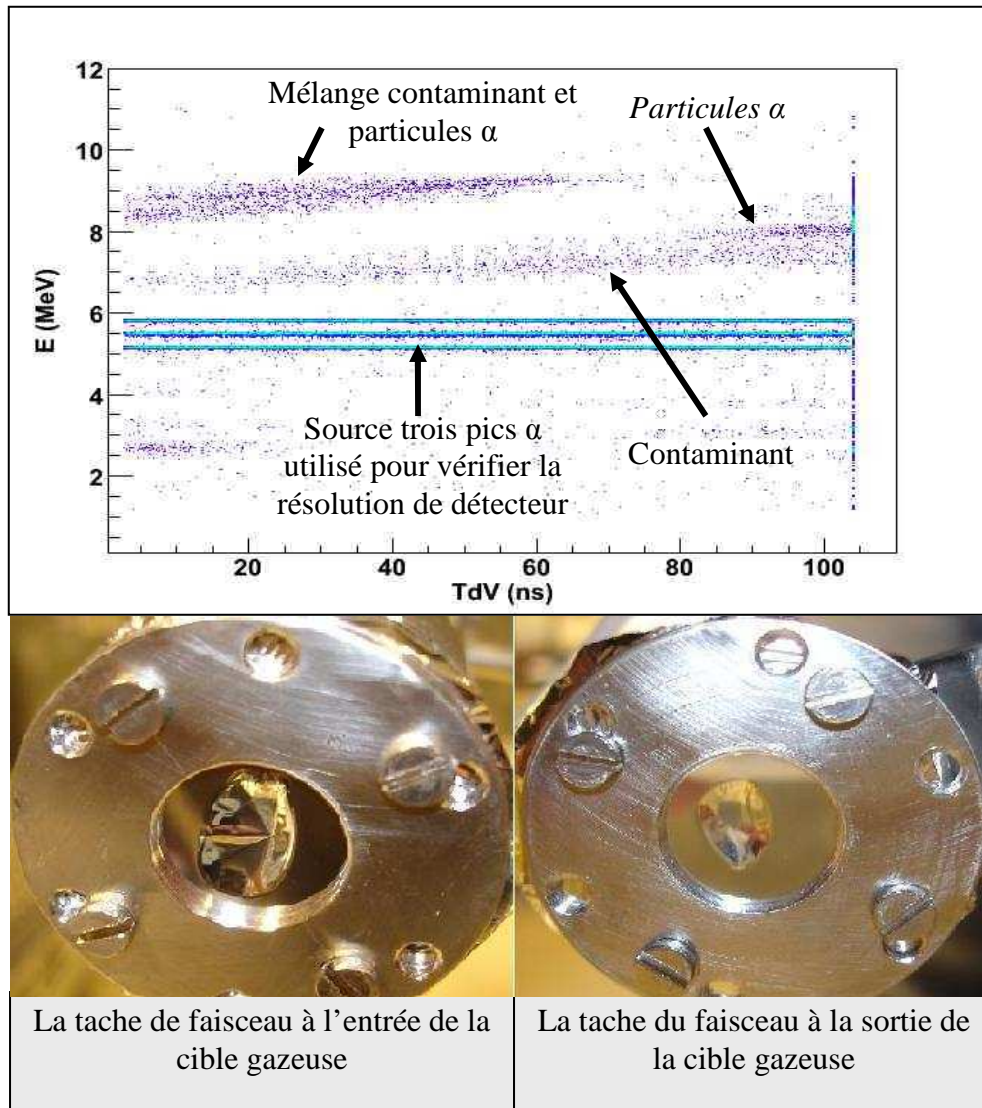 12
10
8
6
4
2
E (MeV)
Mélange contaminant et
particules α
Particules α
Source trois pics α
utilisé pour vérifier la
résolution de détecteur
Contaminant
20
40
60
80
100
TdV (ns)
La tache de faisceau à l’entrée de la
cible gazeuse
La tache du faisceau à la sortie de
la cible gazeuse